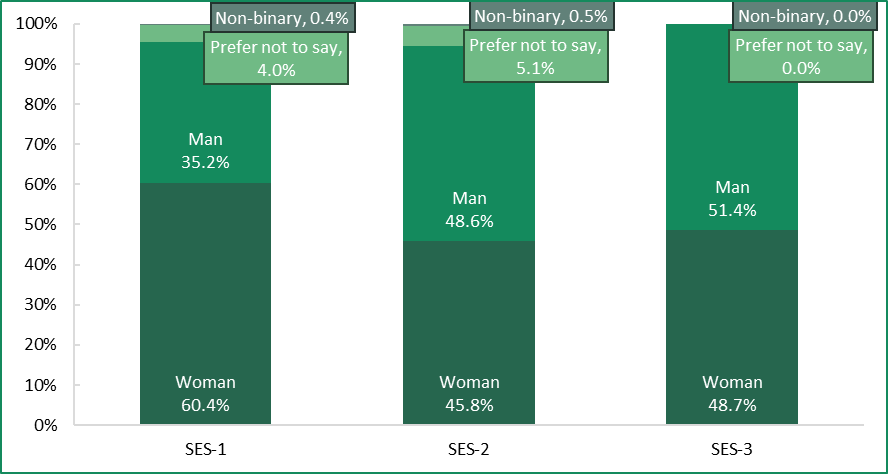 Non-binary, 0.4%
Non-binary, 0.5%
Non-binary, 0.0%
Prefer not to say,
4.0%
Prefer not to say,
5.1%
Prefer not to say,
0.0%
100%
90%
80%
70%
60%
50%
40%
30%
20%
10%
0%
Man
35.2%
Man
48.6%
Man
51.4%
Woman
60.4%
Woman
45.8%
Woman
48.7%
SES-1
SES-2
SES-3